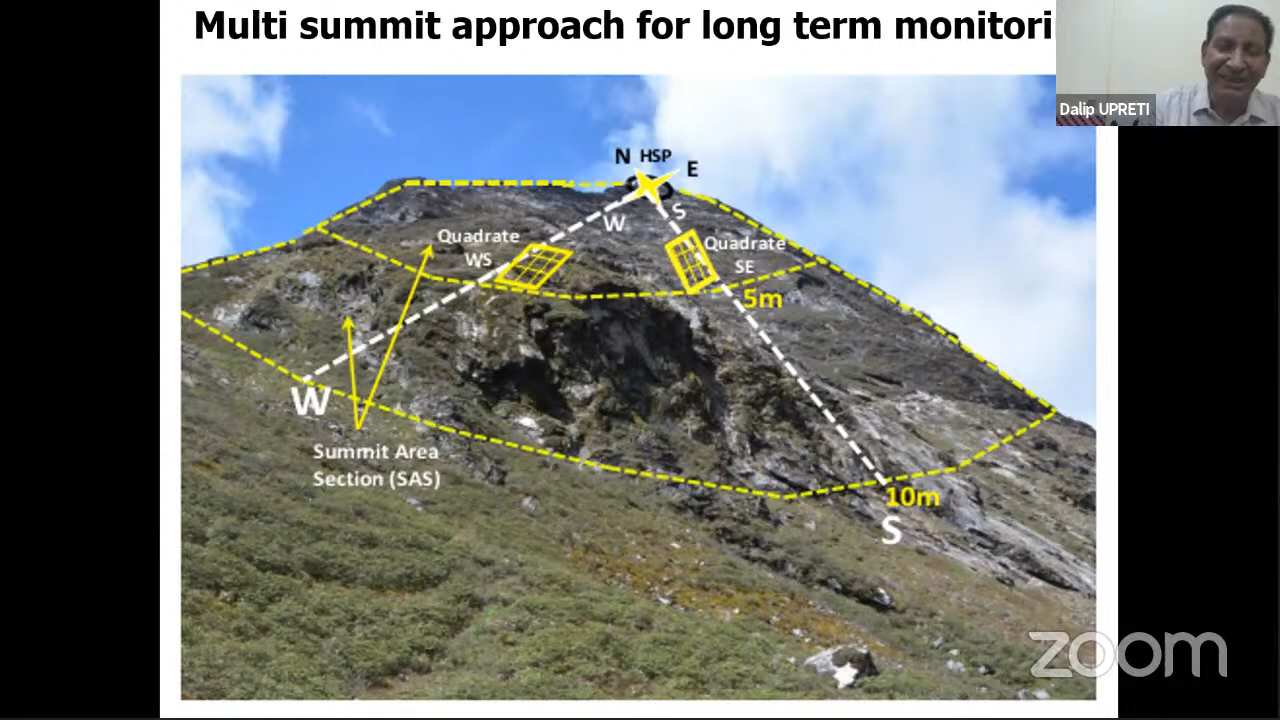 Multi summit approach for long term monitori
Dalip UPRETI
N HSP E
W S
Quadrate
WS
Quadrate
SE
5m
W
Summit Area
Section (SAS)
10m
S
zoom